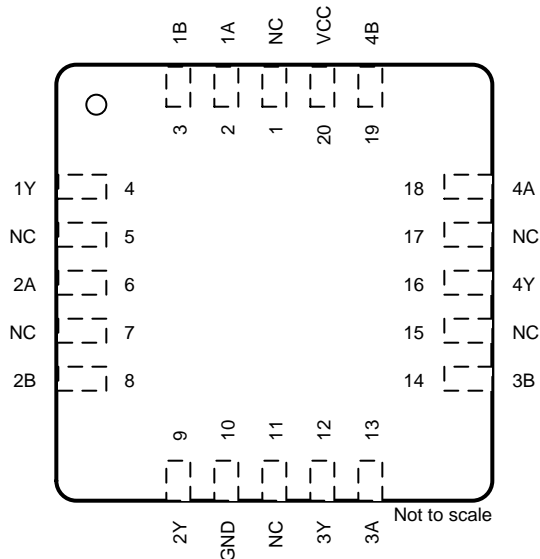 1B 1A NC VCC 4B
3 2 1 20 19
1Y 4 18 4A
NC 5 17 NC
2A 6 16 4Y
NC 7 15 NC
2B 8 14 3B
9 10 11 12 13
2Y GND NC 3Y 3A
Not to scale